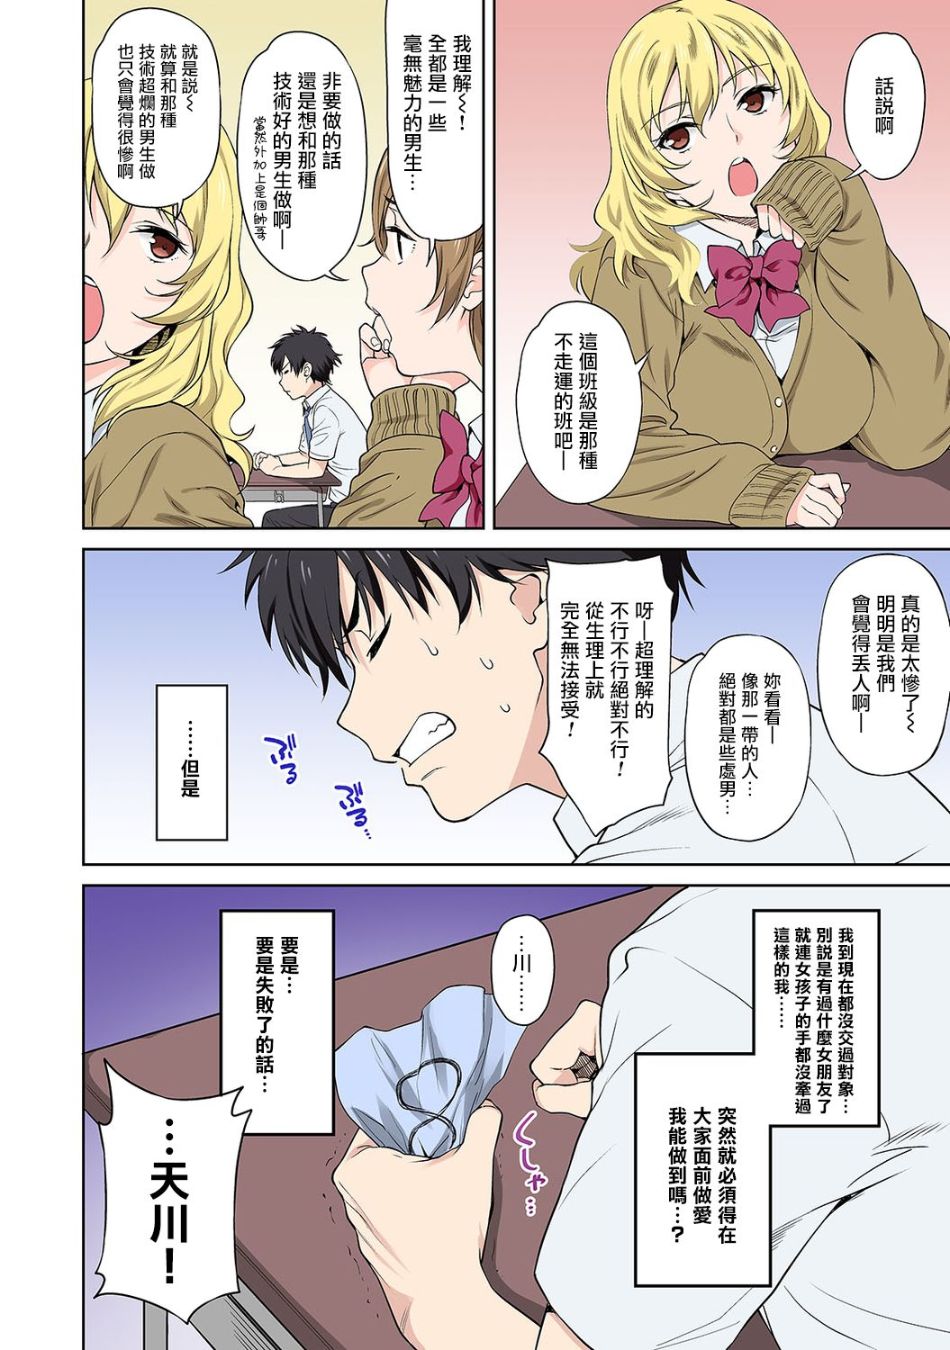 話說啊
這個班級是那種
不走運的班吧—
我理解～！
全都是一些
毫無魅力的男生…
非要做的話
還是想和那種
技術好的男生做啊—
當然外加上是個帥哥
就是說～
就算和那種
技術超爛的男生做
也只會覺得很慘啊
真的是太慘了～
明明是我們
會覺得丟人啊—
妳看看—
像那一帶的人…
絕對都是些處男…
呀—超理解的
不行不行絕對不行！
從生理上就
完全無法接受！
ぶる
ぶる…
……但是
我到現在都沒交過對象…
別說是有過什麼女朋友了
就連女孩子的手都沒牽過
這樣的我……
突然就必須得在
大家面前做愛
我能做到嗎…？
…川……
くしゃ…
8
要是…
要是失敗了的話…
…天川！